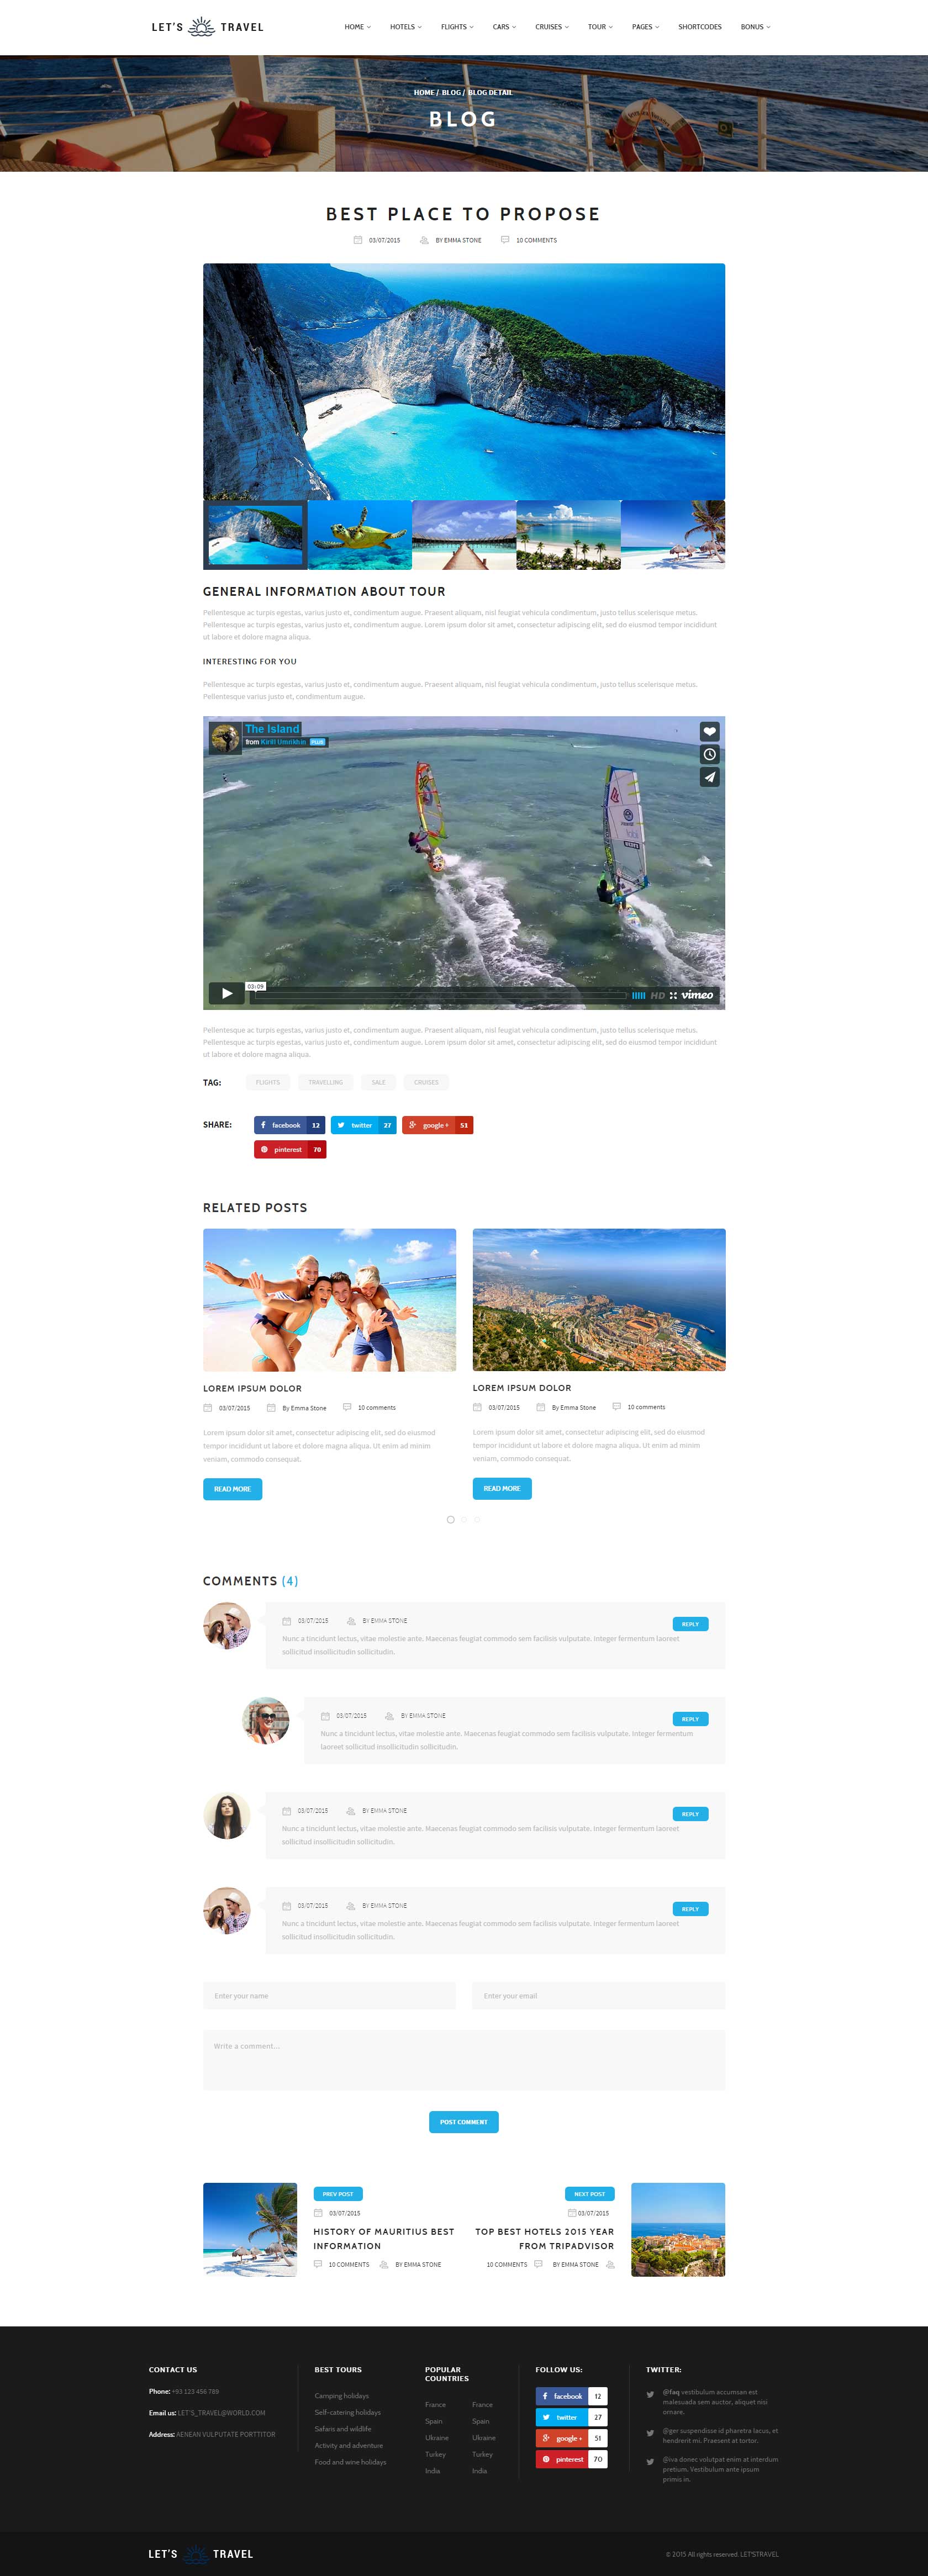 LET'S TRAVEL
HOME HOTELS FLIGHTS CARS CRUISES TOUR PAGES SHORTCODES BONUS
HOME / BLOG / BLOG DETAIL
BLOG
BEST PLACE TO PROPOSE
03/07/2015 BY EMMA STONE 10 COMMENTS
GENERAL INFORMATION ABOUT TOUR
Pellentesque ac turpis egestas, varius justo et, condimentum augue. Praesent aliquam, nisl feugiat vehicula condimentum, justo tellus scelerisque metus.
Pellentesque ac turpis egestas, varius justo et, condimentum augue. Lorem ipsum dolor sit amet, consectetur adipiscing elit, sed do eiusmod tempor incididunt
ut labore et dolore magna aliqua.
INTERESTING FOR YOU
Pellentesque ac turpis egestas, varius justo et, condimentum augue. Praesent aliquam, nisl feugiat vehicula condimentum, justo tellus scelerisque metus.
Pellentesque varius justo et, condimentum augue.
The Island
from Kirill Umrikhin PLUS
03:09
HD vimeo
Pellentesque ac turpis egestas, varius justo et, condimentum augue. Praesent aliquam, nisl feugiat vehicula condimentum, justo tellus scelerisque metus.
Pellentesque ac turpis egestas, varius justo et, condimentum augue. Lorem ipsum dolor sit amet, consectetur adipiscing elit, sed do eiusmod tempor incididunt
ut labore et dolore magna aliqua.
TAG: FLIGHTS TRAVELLING SALE CRUISES
SHARE: facebook 12 twitter 27 google + 51
pinterest 70
RELATED POSTS
LOREM IPSUM DOLOR
03/07/2015 By Emma Stone 10 comments
Lorem ipsum dolor sit amet, consectetur adipiscing elit, sed do eiusmod
tempor incididunt ut labore et dolore magna aliqua. Ut enim ad minim
veniam, commodo consequat.
READ MORE
LOREM IPSUM DOLOR
03/07/2015 By Emma Stone 10 comments
Lorem ipsum dolor sit amet, consectetur adipiscing elit, sed do eiusmod
tempor incididunt ut labore et dolore magna aliqua. Ut enim ad minim
veniam, commodo consequat.
READ MORE
COMMENTS (4)
03/07/2015 BY EMMA STONE REPLY
Nunc a tincidunt lectus, vitae molestie ante. Maecenas feugiat commodo sem facilisis vulputate. Integer fermentum laoreet
sollicitud insollicitudin sollicitudin.
03/07/2015 BY EMMA STONE REPLY
Nunc a tincidunt lectus, vitae molestie ante. Maecenas feugiat commodo sem facilisis vulputate. Integer fermentum
laoreet sollicitud insollicitudin sollicitudin.
03/07/2015 BY EMMA STONE REPLY
Nunc a tincidunt lectus, vitae molestie ante. Maecenas feugiat commodo sem facilisis vulputate. Integer fermentum laoreet
sollicitud insollicitudin sollicitudin.
03/07/2015 BY EMMA STONE REPLY
Nunc a tincidunt lectus, vitae molestie ante. Maecenas feugiat commodo sem facilisis vulputate. Integer fermentum laoreet
sollicitud insollicitudin sollicitudin.
Enter your name
Enter your email
Write a comment...
POST COMMENT
PREV POST
03/07/2015
HISTORY OF MAURITIUS BEST
INFORMATION
10 COMMENTS BY EMMA STONE
NEXT POST
03/07/2015
TOP BEST HOTELS 2015 YEAR
FROM TRIPADVISOR
10 COMMENTS BY EMMA STONE
CONTACT US
Phone: +93 123 456 789
Email us: LET'S_TRAVEL@WORLD.COM
Address: AENEAN VULPUTATE PORTTITOR
BEST TOURS
Camping holidays
Self-catering holidays
Safaris and wildlife
Activity and adventure
Food and wine holidays
POPULAR
COUNTRIES
France France
Spain Spain
Ukraine Ukraine
Turkey Turkey
India India
FOLLOW US:
facebook 12
twitter 27
google + 51
pinterest 70
TWITTER:
@faq vestibulum accumsan est
malesuada sem auctor, aliquet nisi
ornare.
@ger suspendisse id pharetra lacus, et
hendrerit mi. Praesent at tortor.
@iva donec volutpat enim at interdum
pretium. Vestibulum ante ipsum
primis.in.
LET'S TRAVEL
© 2015 All rights reserved. LET'STRAVEL